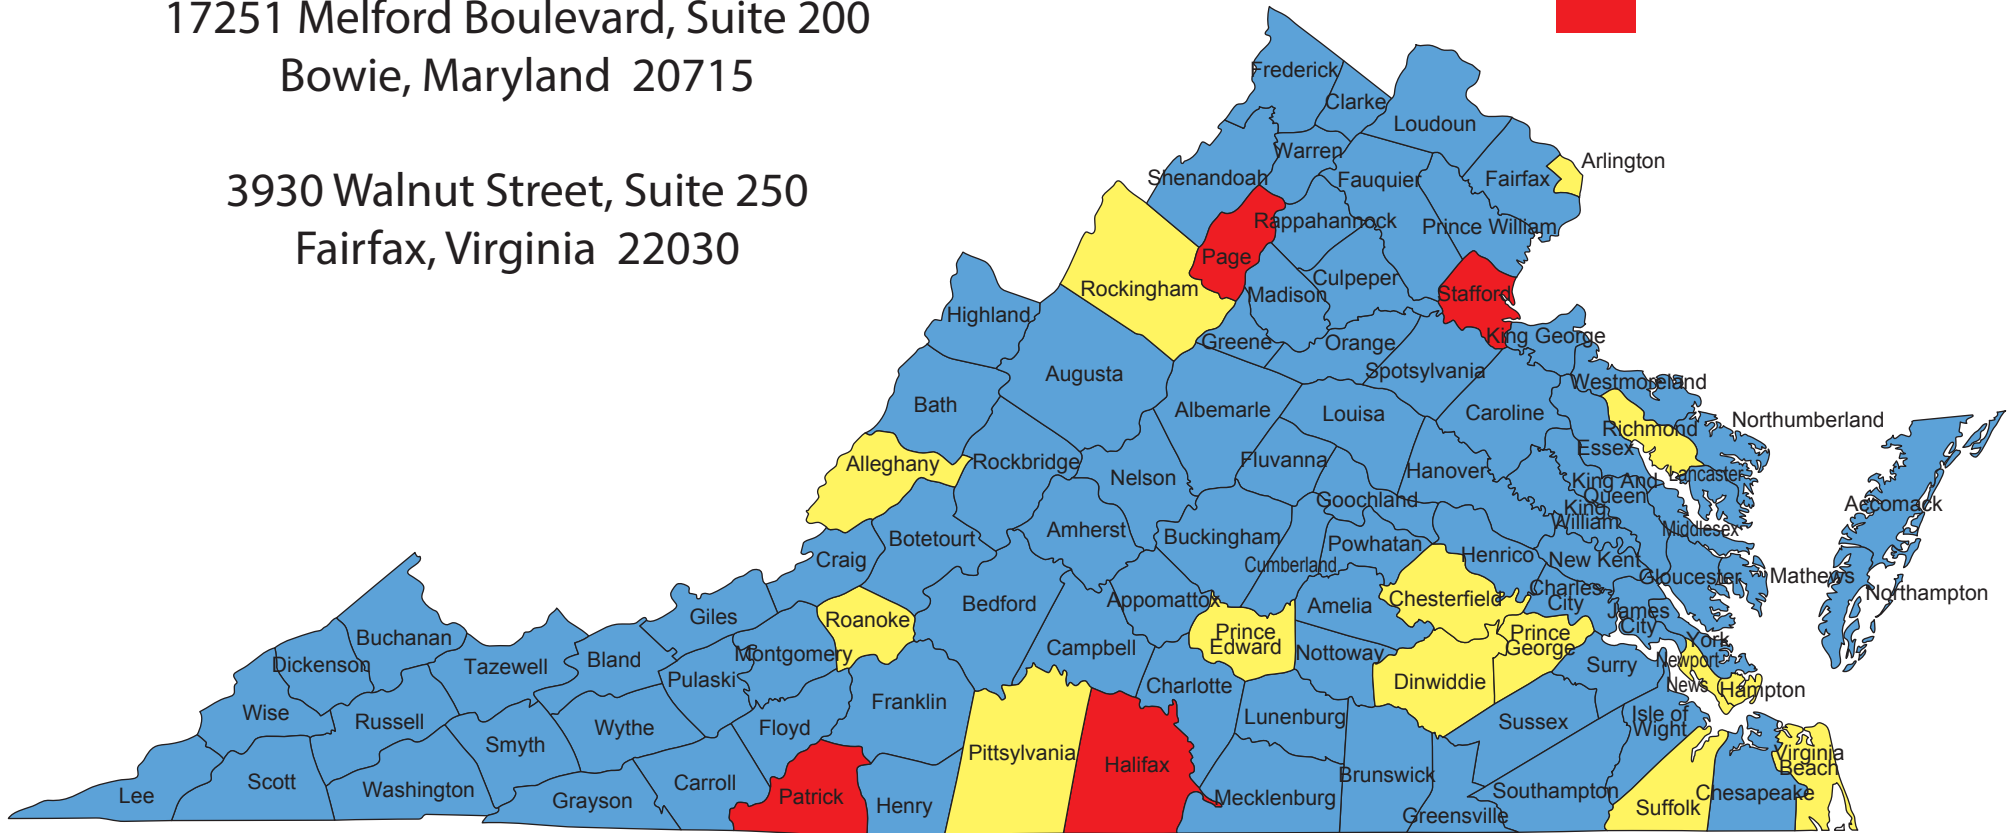 17251 Melford Boulevard, Suite 200
Bowie, Maryland 20715
3930 Walnut Street, Suite 250
Fairfax, Virginia 22030
Frederick
Clarke
Loudoun
Warren
Arlington
Shenandoah
Fauquier
Fairfax
Rappahannock
Prince William
Page
Rockingham
Culpeper
Madison
Stafford
Highland
King George
Greene
Orange
Augusta
Spotsylvania
Westmoreland
Bath
Albemarle
Louisa
Caroline
Northumberland
Richmond
Essex
Alleghany
Rockbridge
Fluvanna
Hanover
Nelson
Lancaster
King And
Queen
Goochland
Accomack
King
William
Amherst
Buckingham
Middlesex
Botetourt
Powhatan
Henrico
Craig
Cumberland
New Kent
Gloucester
Mathews
Charles
City
Northampton
Bedford
Appomattox
Amelia
Chesterfield
James
City
Giles
Roanoke
Prince
Edward
Prince
George
York
Buchanan
Campbell
Nottoway
Newport
News
Dickenson
Tazewell
Bland
Montgomery
Surry
Pulaski
Charlotte
Dinwiddie
Hampton
Franklin
Wise
Russell
Wythe
Floyd
Lunenburg
Sussex
Isle of
Wight
Smyth
Pittsylvania
Halifax
Virginia
Beach
Scott
Carroll
Brunswick
Lee
Washington
Grayson
Patrick
Henry
Mecklenburg
Southampton
Chesapeake
Suffolk
Greensville